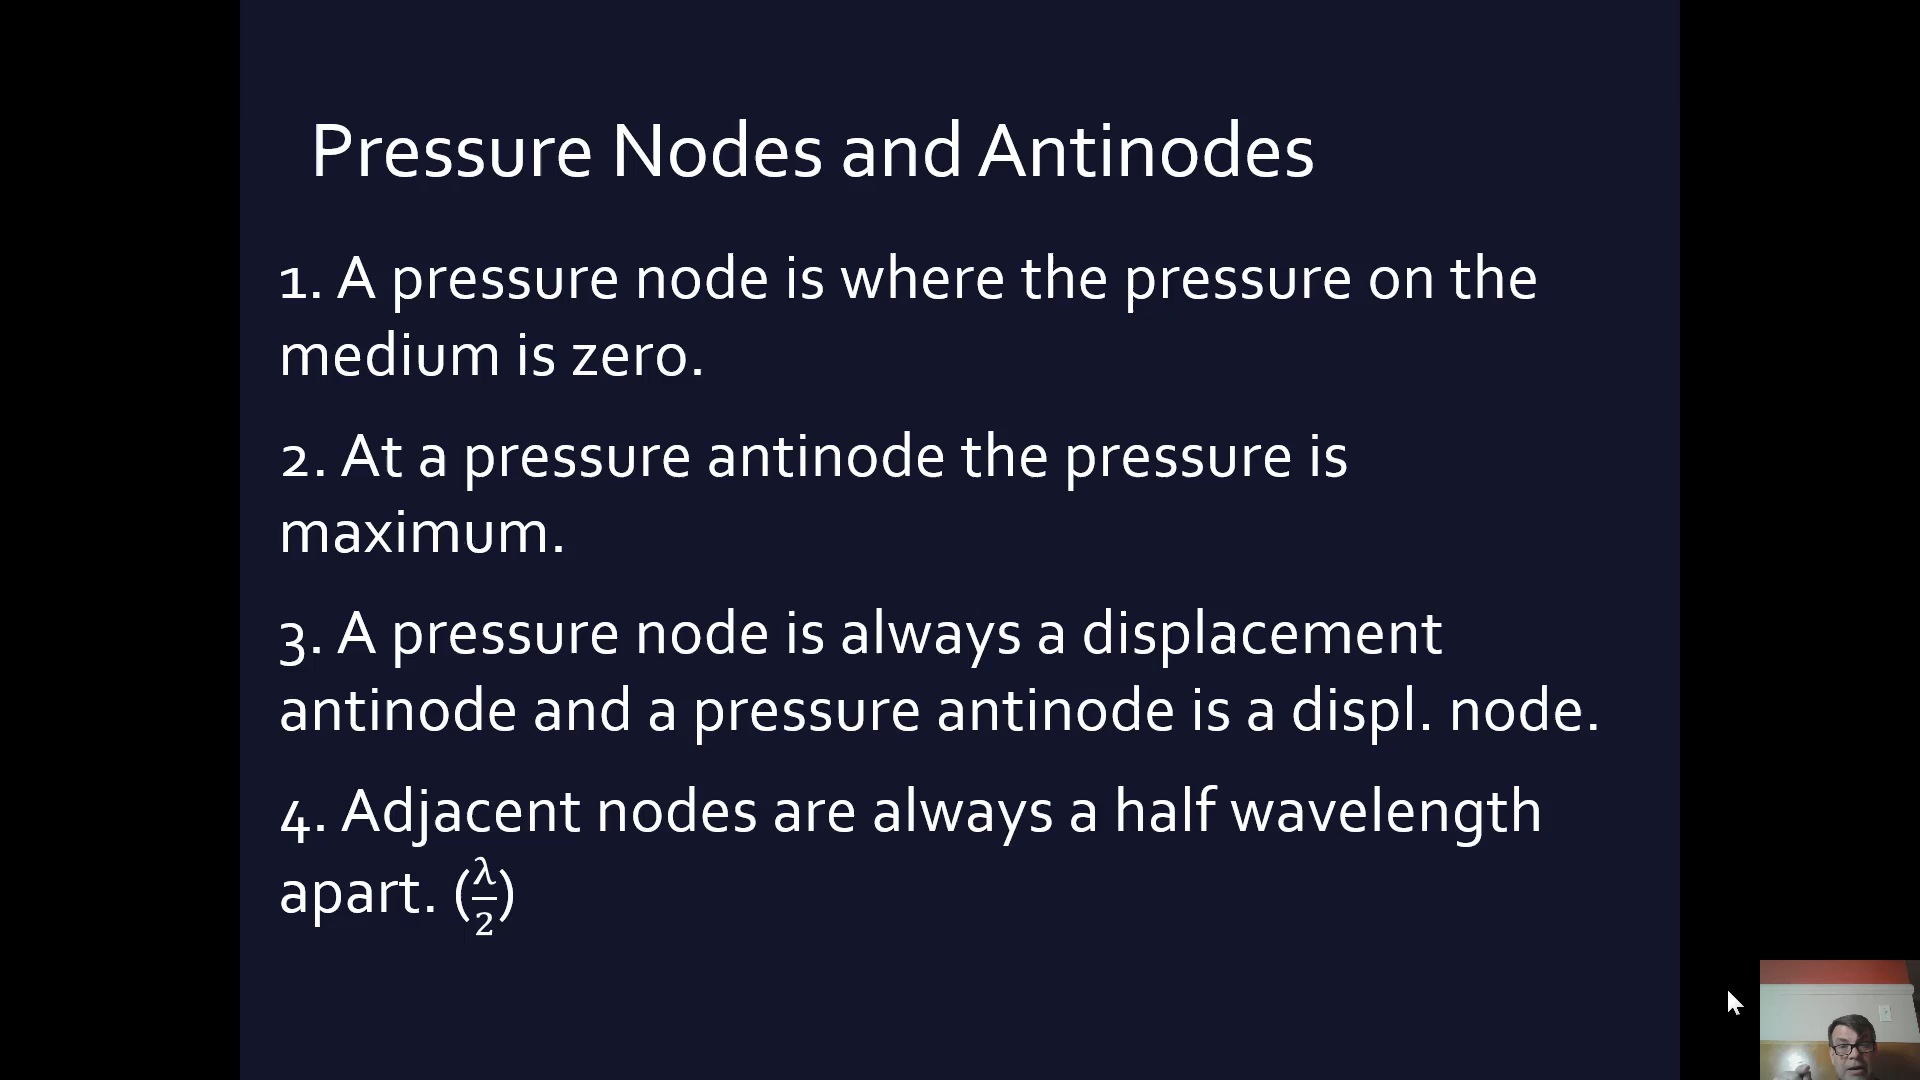 Pressure Nodes and Antinodes
1. A pressure node is where the pressure on the
medium is zero.
2. At a pressure antinode the pressure is
maximum.
3. A pressure node is always a displacement
antinode and a pressure antinode is a displ. node.
4. Adjacent nodes are always a half wavelength
apart. (λ/2)